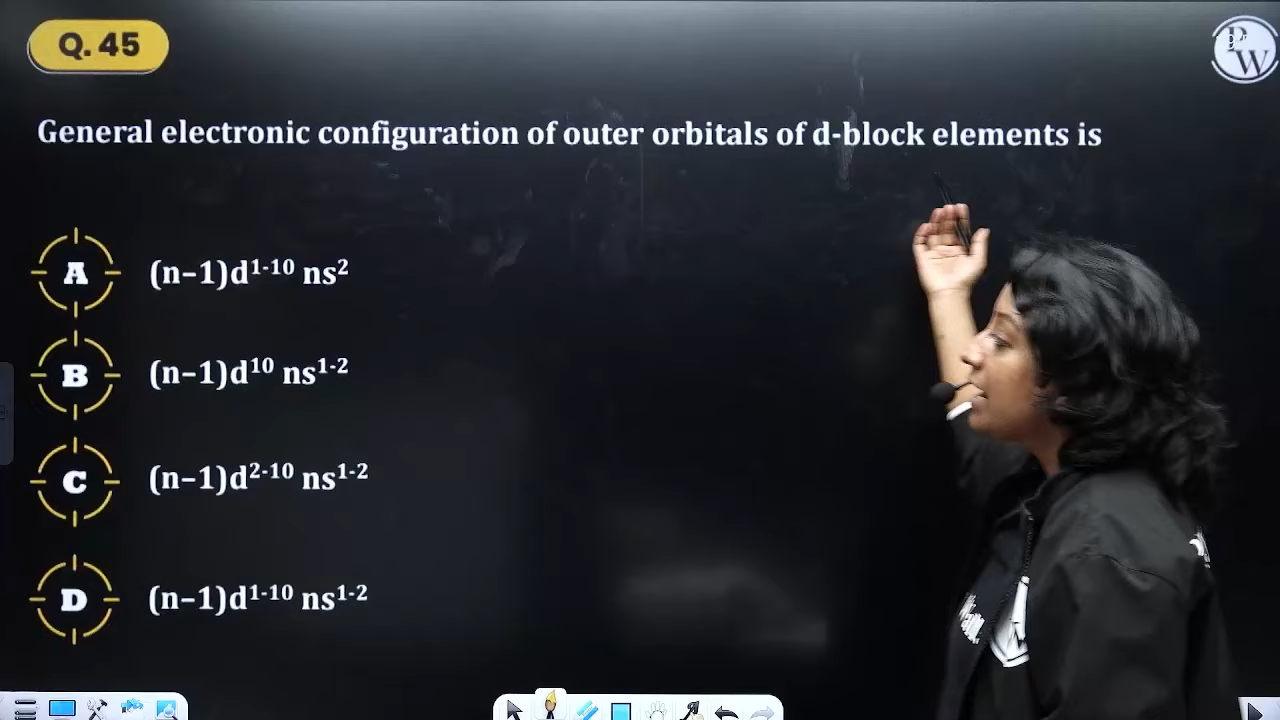 Q. 45
PW
General electronic configuration of outer orbitals of d-block elements is
A (n–1)d¹⁻¹⁰ ns²
B (n–1)d¹⁰ ns¹⁻²
C (n–1)d²⁻¹⁰ ns¹⁻²
D (n–1)d¹⁻¹⁰ ns¹⁻²